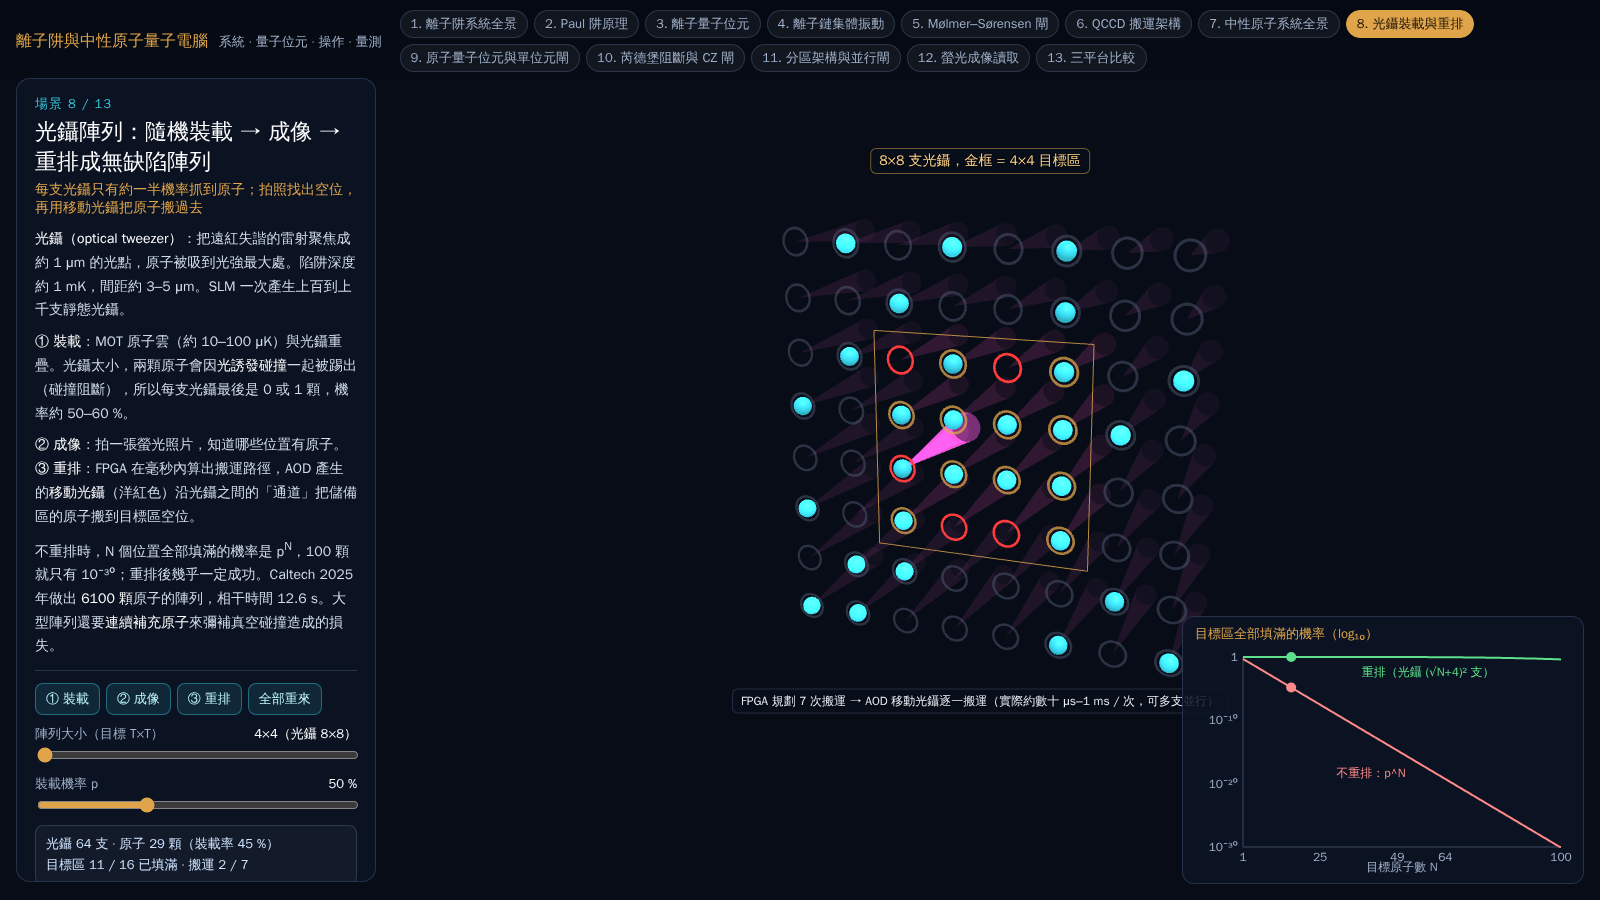 離子阱與中性原子量子電腦 系統 · 量子位元 · 操作 · 量測
1. 離子阱系統全景
2. Paul 阱原理
3. 離子量子位元
4. 離子鏈集體振動
5. Mølmer–Sørensen 閘
6. QCCD 搬運架構
7. 中性原子系統全景
8. 光鑷裝載與重排
9. 原子量子位元與單位元閘
10. 芮德堡阻斷與 CZ 閘
11. 分區架構與並行閘
12. 螢光成像讀取
13. 三平台比較
場景 8 / 13
光鑷陣列：隨機裝載 → 成像 →
重排成無缺陷陣列
每支光鑷只有約一半機率抓到原子；拍照找出空位，
再用移動光鑷把原子搬過去
光鑷（optical tweezer）：把遠紅失諧的雷射聚焦成
約 1 μm 的光點，原子被吸到光強最大處。陷阱深度
約 1 mK，間距約 3–5 μm。SLM 一次產生上百到上
千支靜態光鑷。
① 裝載：MOT 原子雲（約 10–100 μK）與光鑷重
疊。光鑷太小，兩顆原子會因光誘發碰撞一起被踢出
（碰撞阻斷），所以每支光鑷最後是 0 或 1 顆，機
率約 50–60 %。
② 成像：拍一張螢光照片，知道哪些位置有原子。
③ 重排：FPGA 在毫秒內算出搬運路徑，AOD 產生
的移動光鑷（洋紅色）沿光鑷之間的「通道」把儲備
區的原子搬到目標區空位。
不重排時，N 個位置全部填滿的機率是 pᴺ，100 顆
就只有 10⁻³⁰；重排後幾乎一定成功。Caltech 2025
年做出 6100 顆原子的陣列，相干時間 12.6 s。大
型陣列還要連續補充原子來彌補真空碰撞造成的損
失。
① 裝載
② 成像
③ 重排
全部重來
陣列大小（目標 T×T） 4×4（光鑷 8×8）
裝載機率 p 50 %
光鑷 64 支 · 原子 29 顆（裝載率 45 %）
目標區 11 / 16 已填滿 · 搬運 2 / 7
8×8 支光鑷，金框 = 4×4 目標區
FPGA 規劃 7 次搬運 → AOD 移動光鑷逐一搬運（實際約數十 μs–1 ms / 次，可多支並行）
目標區全部填滿的機率（log₁₀）
1
重排（光鑷 (√N+4)² 支）
10⁻¹⁰
不重排：p^N
10⁻²⁰
10⁻³⁰
1 25 49 64 100
目標原子數 N